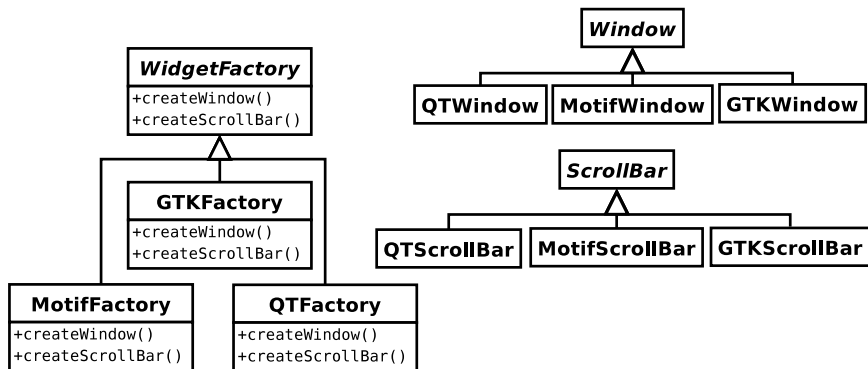 WidgetFactory
+createWindow()
+createScrollBar()
GTKFactory
+createWindow()
+createScrollBar()
MotifFactory
+createWindow()
+createScrollBar()
QTFactory
+createWindow()
+createScrollBar()
Window
QTWindow
MotifWindow
GTKWindow
ScrollBar
QTScrollBar
MotifScrollBar
GTKScrollBar